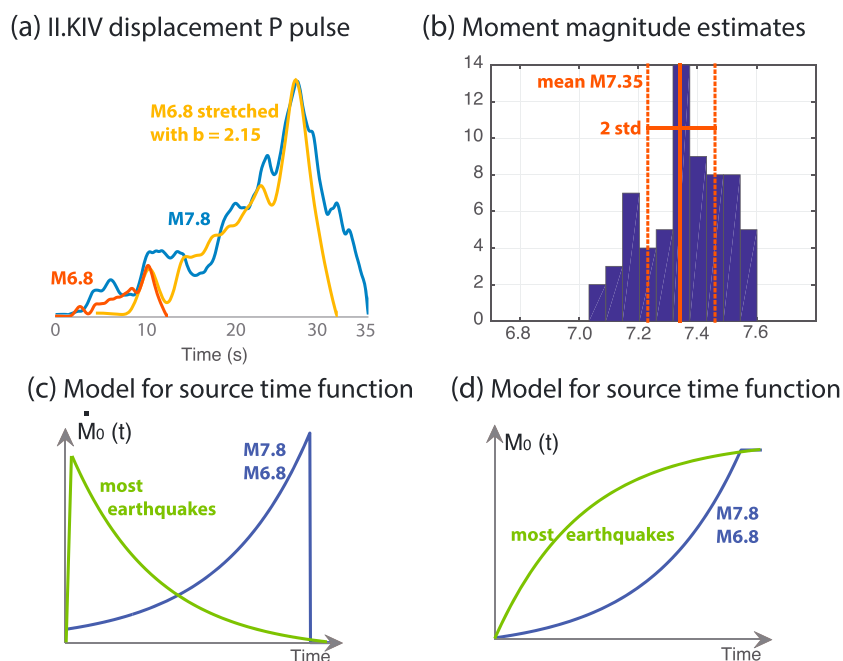 (a) II.KIV displacement P pulse
M6.8 stretched
with b = 2.15
M7.8
M6.8
0 10 20 30 35
Time (s)
(b) Moment magnitude estimates
14
12
10
8
6
4
2
0
mean M7.35
2 std
6.8 7.0 7.2 7.4 7.6
(c) Model for source time function
Ṁ₀ (t)
M7.8
M6.8
most
earthquakes
Time
(d) Model for source time function
M₀ (t)
most earthquakes
M7.8
M6.8
Time